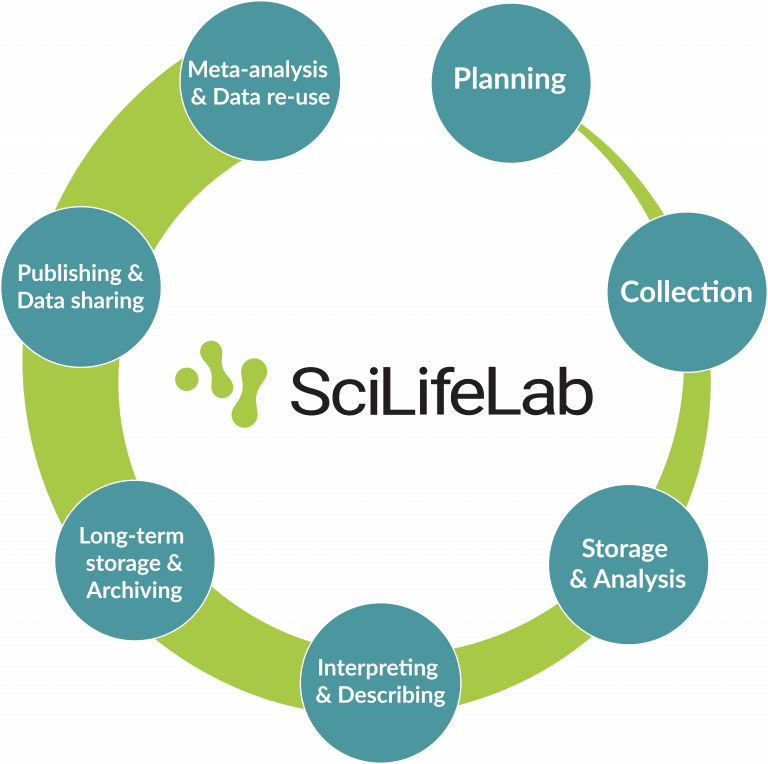 Planning
Collection
Storage
& Analysis
Interpreting
& Describing
Long-term
storage &
Archiving
Publishing &
Data sharing
Meta-analysis
& Data re-use
SciLifeLab